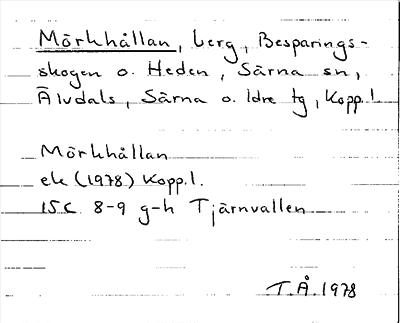 Mörkhållan, berg, Besparings-
skogen o. Heden, Särna sn,
Älvdals, Särna o. Idre tg, Kopp.l.
Mörkhållan
ek (1978) Kopp.l.
15C 8-9 g-h Tjärnvallen
T.Å. 1978